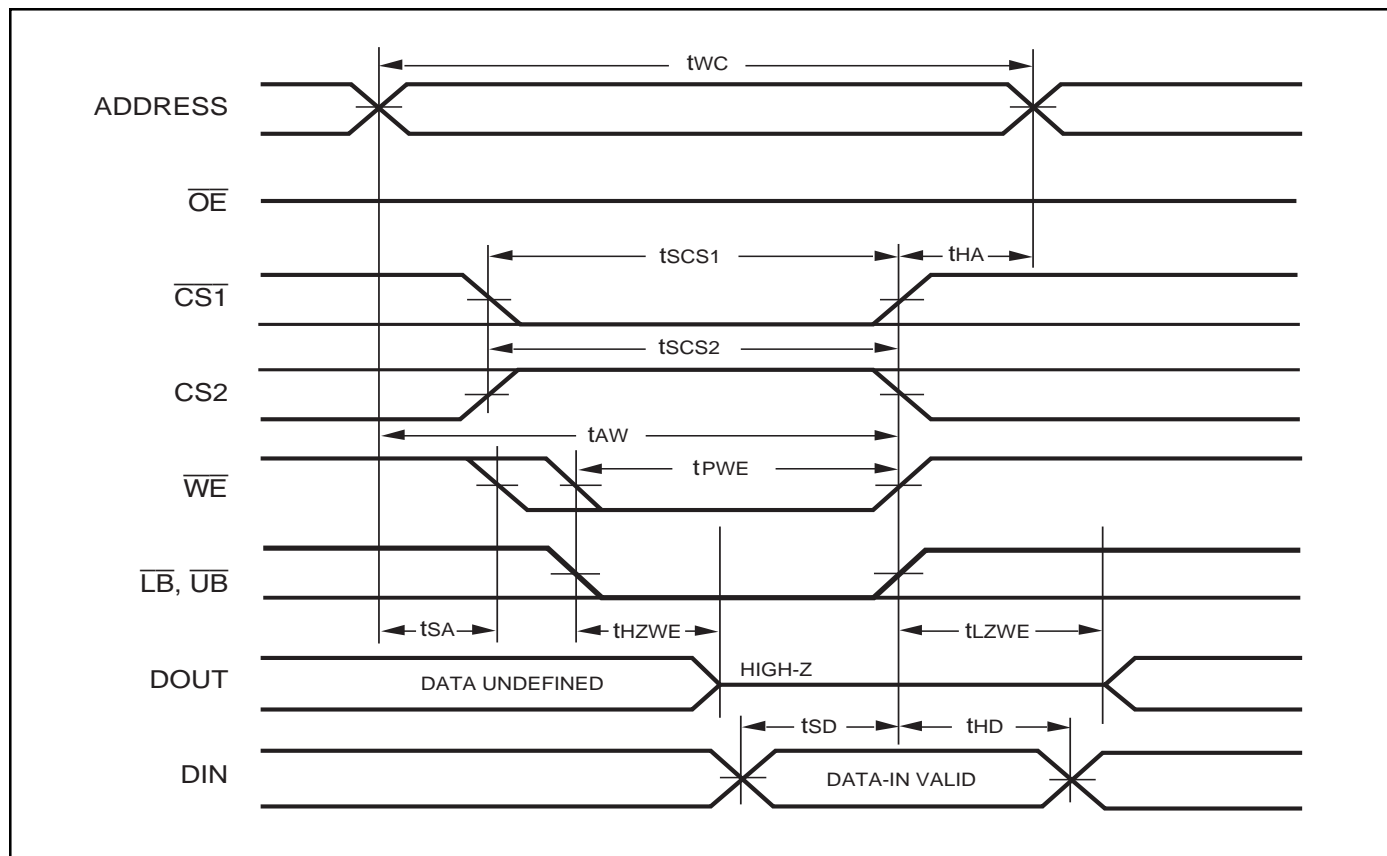 tWC
ADDRESS
OE
tSCS1
tHA
CS1
tSCS2
CS2
tAW
tPWE
WE
LB, UB
tSA
tHZWE
tLZWE
DOUT
DATA UNDEFINED
HIGH-Z
tSD
tHD
DIN
DATA-IN VALID